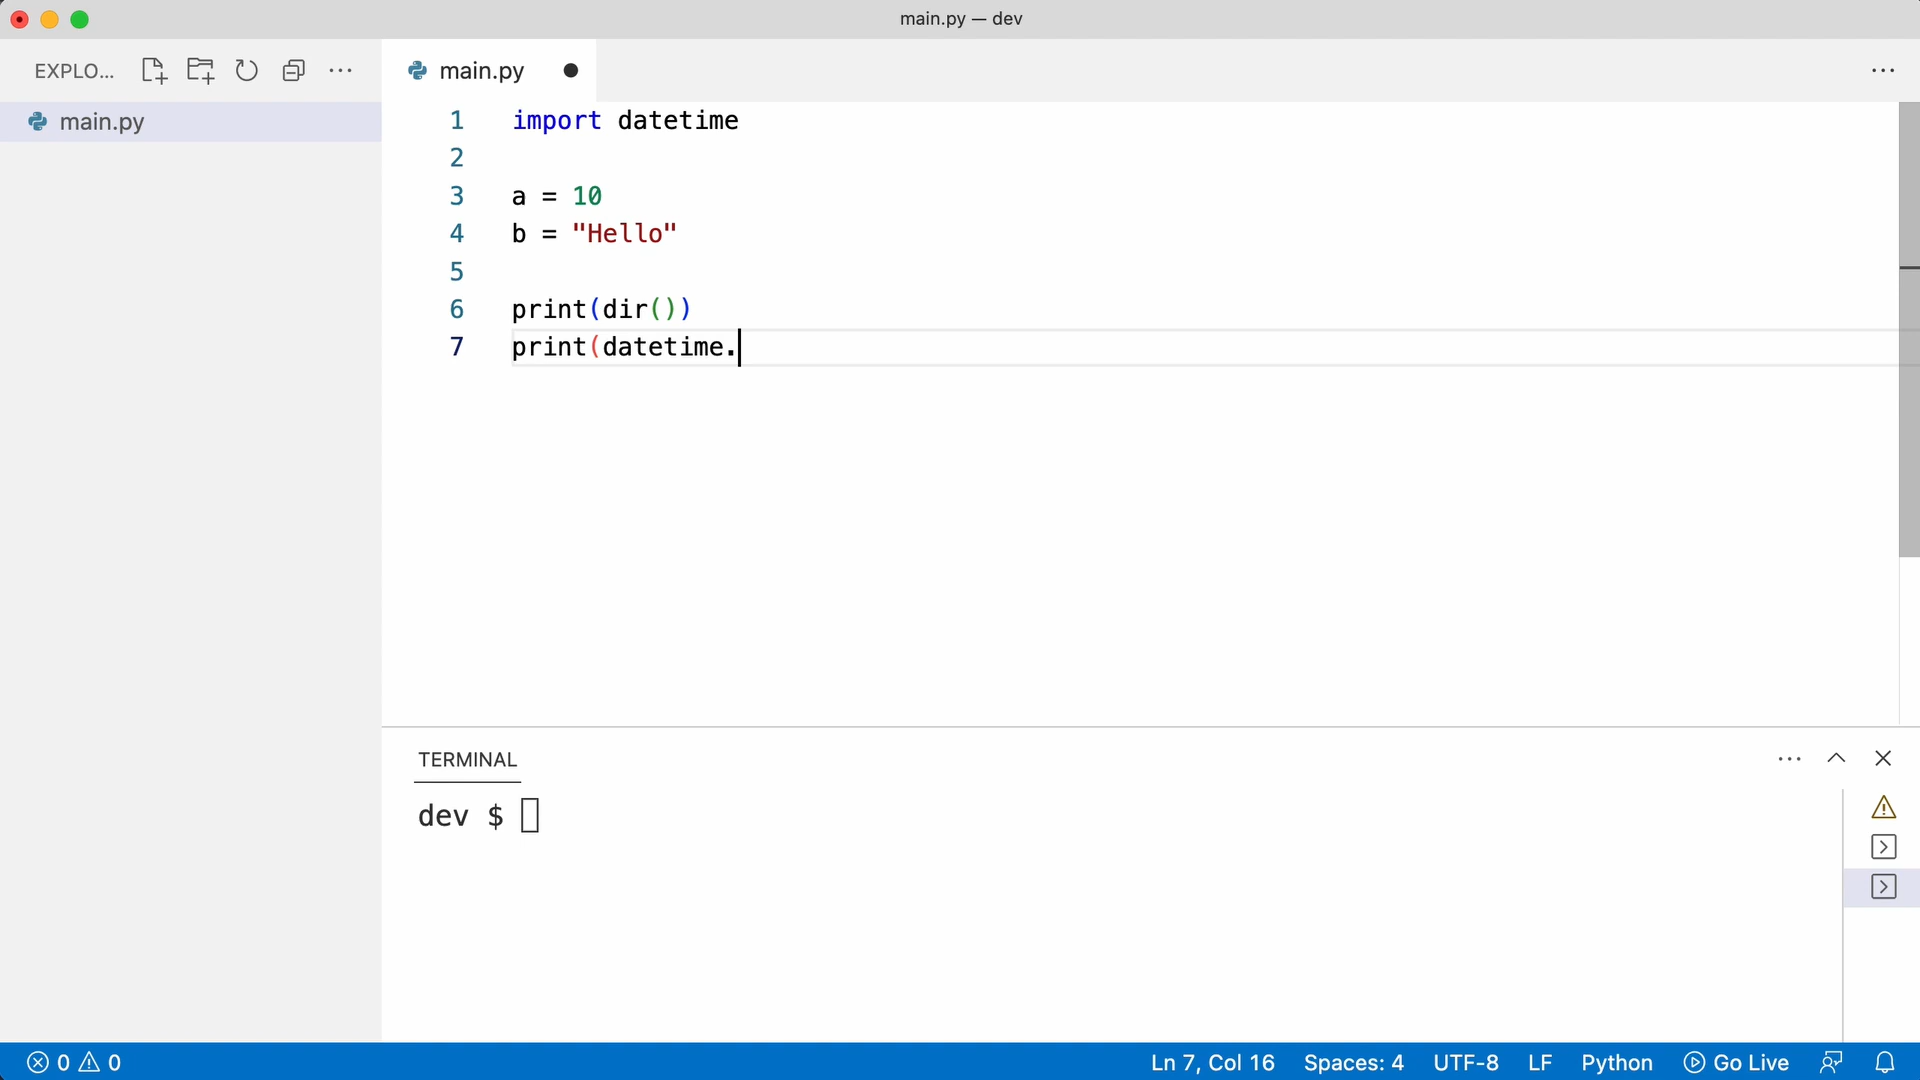 main.py — dev
EXPLO...
main.py
main.py
1 import datetime
2
3 a = 10
4 b = "Hello"
5
6 print(dir())
7 print(datetime.
TERMINAL
dev $
0 0 Ln 7, Col 16 Spaces: 4 UTF-8 LF Python Go Live